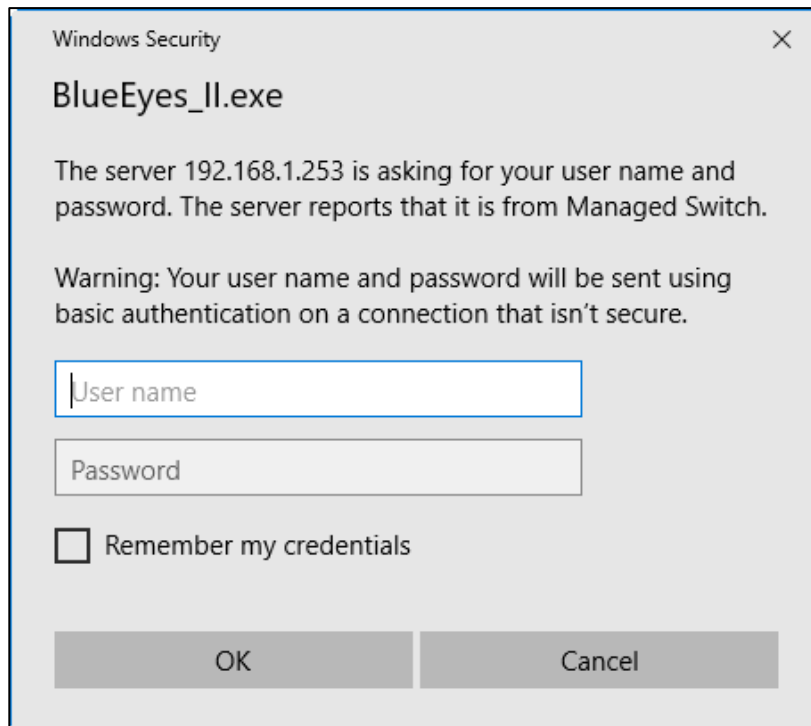 Windows Security
BlueEyes_II.exe
The server 192.168.1.253 is asking for your user name and
password. The server reports that it is from Managed Switch.
Warning: Your user name and password will be sent using
basic authentication on a connection that isn’t secure.
User name
Password
Remember my credentials
OK Cancel